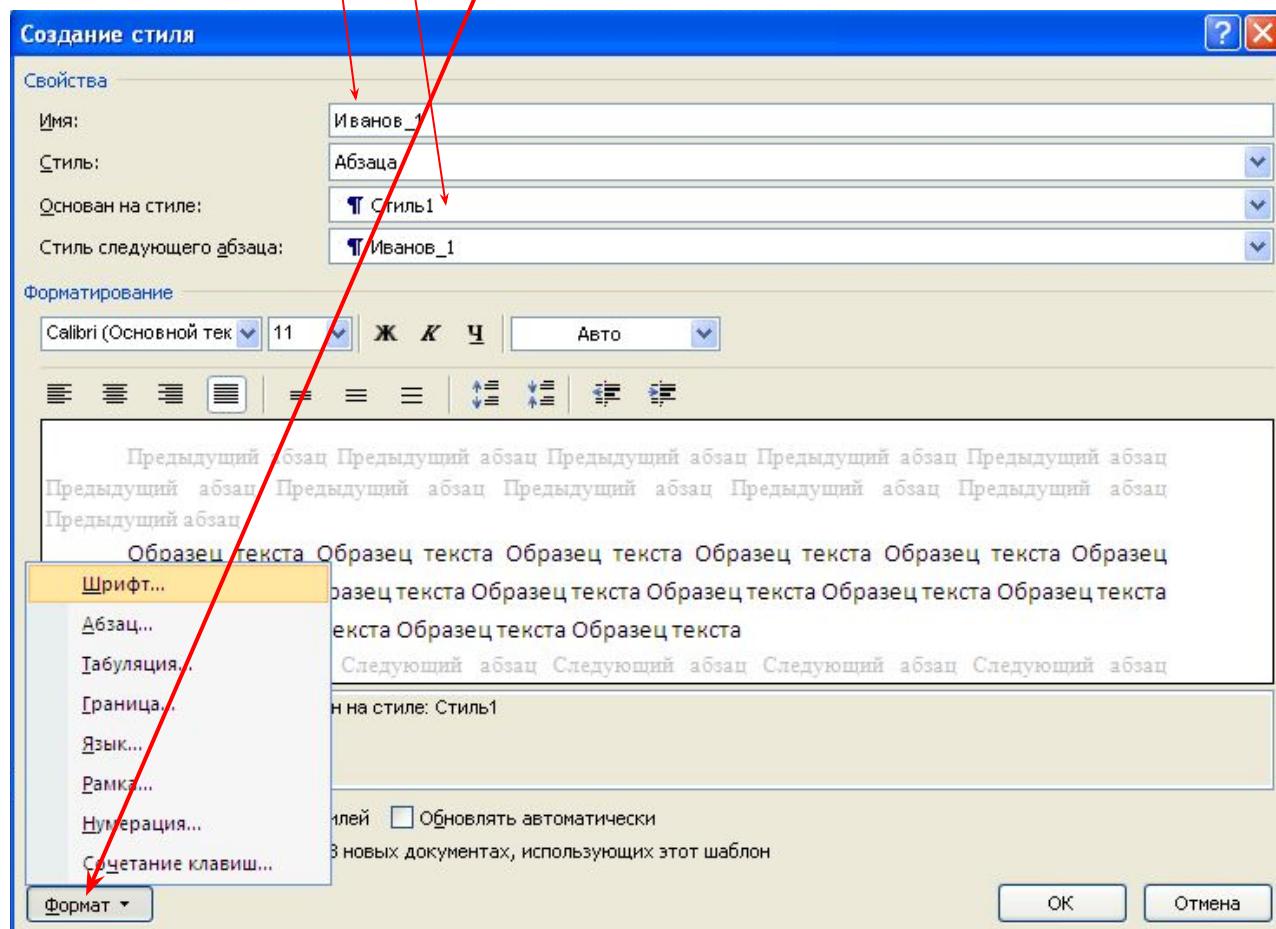 Создание стиля
Свойства
Имя: Иванов_1
Стиль: Абзаца
Основан на стиле: ¶ Стиль1
Стиль следующего абзаца: ¶ Иванов_1
Форматирование
Calibri (Основной тек 11 Ж К Ч Авто
Предыдущий абзац Предыдущий абзац Предыдущий абзац Предыдущий абзац Предыдущий абзац
Предыдущий абзац Предыдущий абзац Предыдущий абзац Предыдущий абзац Предыдущий абзац
Предыдущий абзац
Образец текста Образец текста Образец текста Образец текста Образец текста Образец
разец текста Образец текста Образец текста Образец текста Образец текста
екста Образец текста Образец текста
Следующий абзац Следующий абзац Следующий абзац Следующий абзац
н на стиле: Стиль1
илей Обновлять автоматически
В новых документах, использующих этот шаблон
Шрифт...
Абзац...
Табуляция...
Граница...
Язык...
Рамка...
Нумерация...
Сочетание клавиш...
Формат
ОК
Отмена